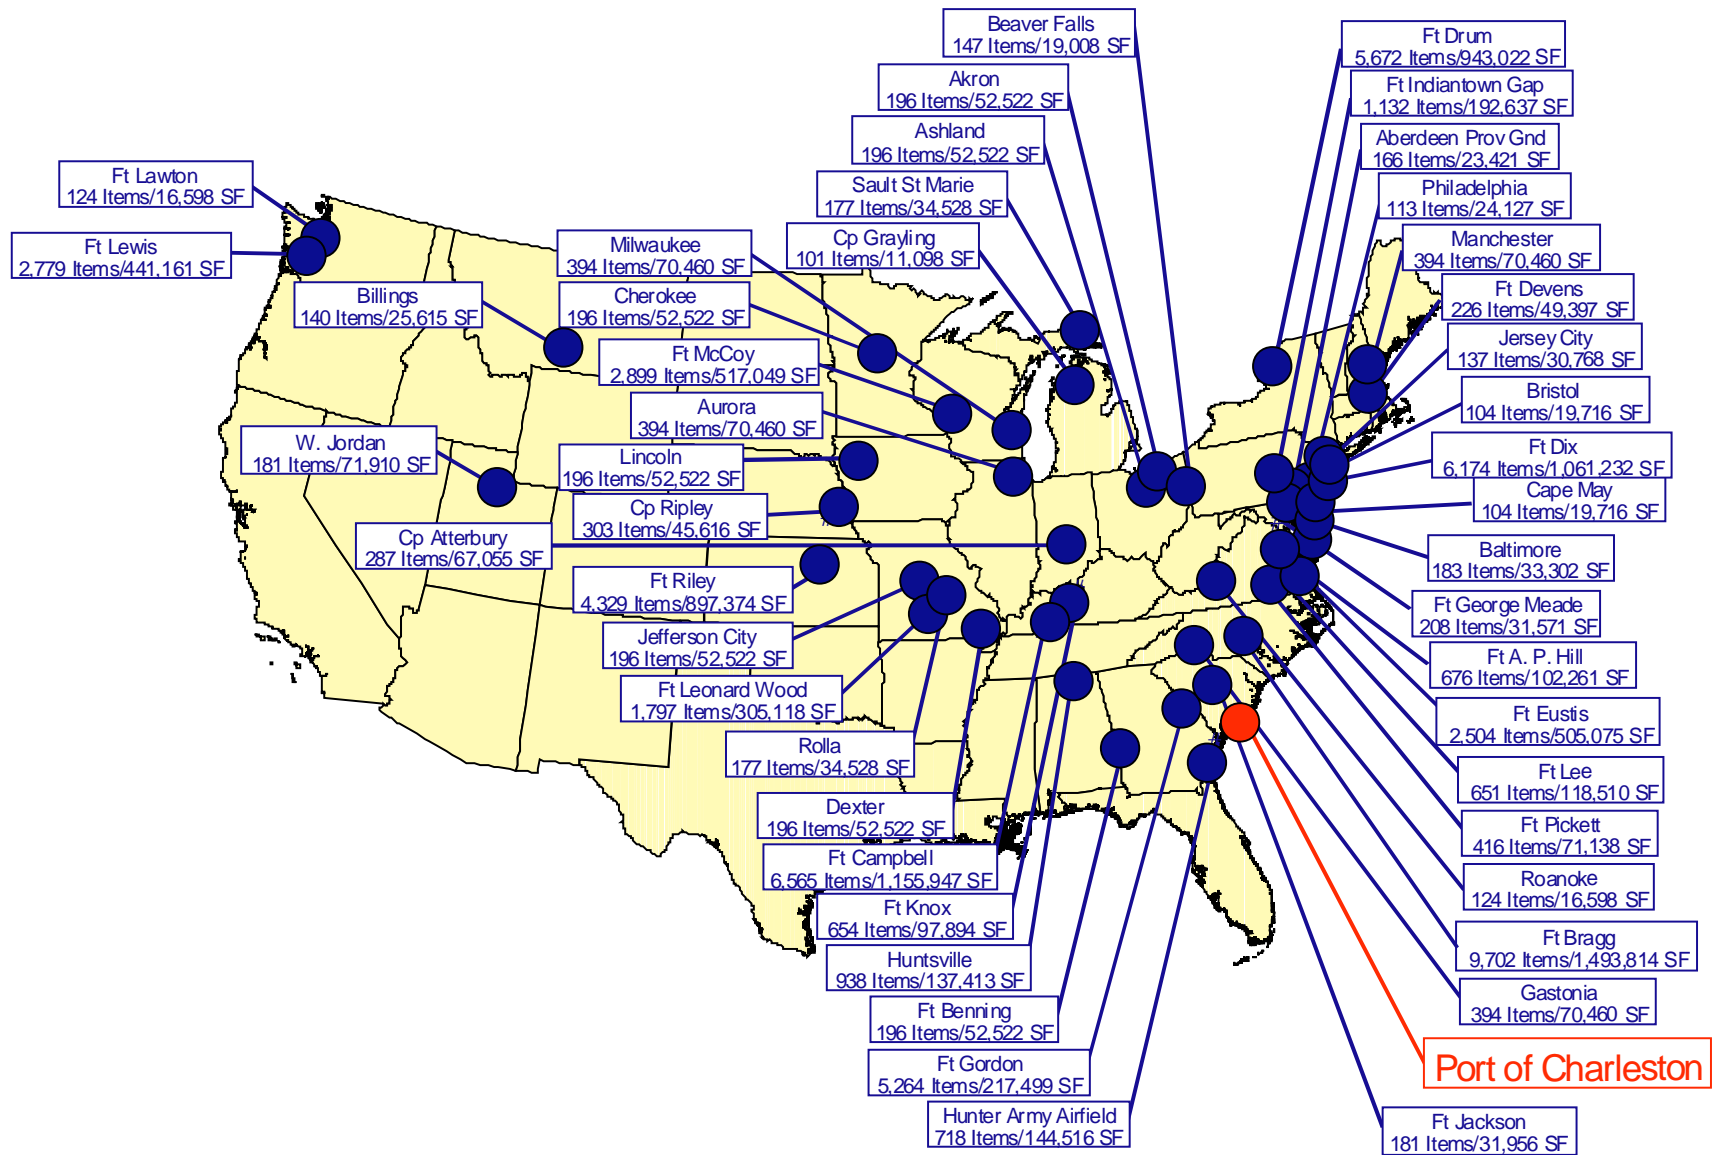 Beaver Falls
147 Items/19,008 SF
Akron
196 Items/52,522 SF
Ashland
196 Items/52,522 SF
Sault St Marie
177 Items/34,528 SF
Cp Grayling
101 Items/11,098 SF
Ft Lawton
124 Items/16,598 SF
Ft Lewis
2,779 Items/441,161 SF
Milwaukee
394 Items/70,460 SF
Billings
140 Items/25,615 SF
Cherokee
196 Items/52,522 SF
Ft McCoy
2,899 Items/517,049 SF
Aurora
394 Items/70,460 SF
W. Jordan
181 Items/71,910 SF
Lincoln
196 Items/52,522 SF
Cp Ripley
303 Items/45,616 SF
Cp Atterbury
287 Items/67,055 SF
Ft Riley
4,329 Items/897,374 SF
Jefferson City
196 Items/52,522 SF
Ft Leonard Wood
1,797 Items/305,118 SF
Rolla
177 Items/34,528 SF
Dexter
196 Items/52,522 SF
Ft Campbell
6,565 Items/1,155,947 SF
Ft Knox
654 Items/97,894 SF
Huntsville
938 Items/137,413 SF
Ft Benning
196 Items/52,522 SF
Ft Gordon
5,264 Items/217,499 SF
Hunter Army Airfield
718 Items/144,516 SF
Ft Drum
5,672 Items/943,022 SF
Ft Indiantown Gap
1,132 Items/192,637 SF
Aberdeen Prov Gnd
166 Items/23,421 SF
Philadelphia
113 Items/24,127 SF
Manchester
394 Items/70,460 SF
Ft Devens
226 Items/49,397 SF
Jersey City
137 Items/30,768 SF
Bristol
104 Items/19,716 SF
Ft Dix
6,174 Items/1,061,232 SF
Cape May
104 Items/19,716 SF
Baltimore
183 Items/33,302 SF
Ft George Meade
208 Items/31,571 SF
Ft A. P. Hill
676 Items/102,261 SF
Ft Eustis
2,504 Items/505,075 SF
Ft Lee
651 Items/118,510 SF
Ft Pickett
416 Items/71,138 SF
Roanoke
124 Items/16,598 SF
Ft Bragg
9,702 Items/1,493,814 SF
Gastonia
394 Items/70,460 SF
Port of Charleston
Ft Jackson
181 Items/31,956 SF